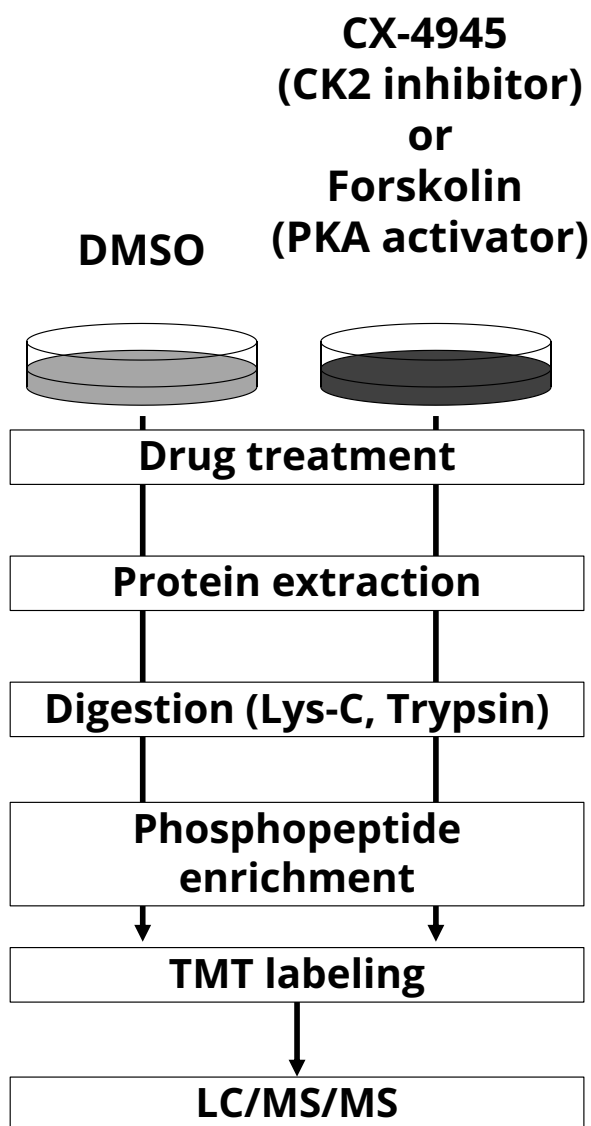 DMSO
CX-4945
(CK2 inhibitor)
or
Forskolin
(PKA activator)
Drug treatment
Protein extraction
Digestion (Lys-C, Trypsin)
Phosphopeptide
enrichment
TMT labeling
LC/MS/MS